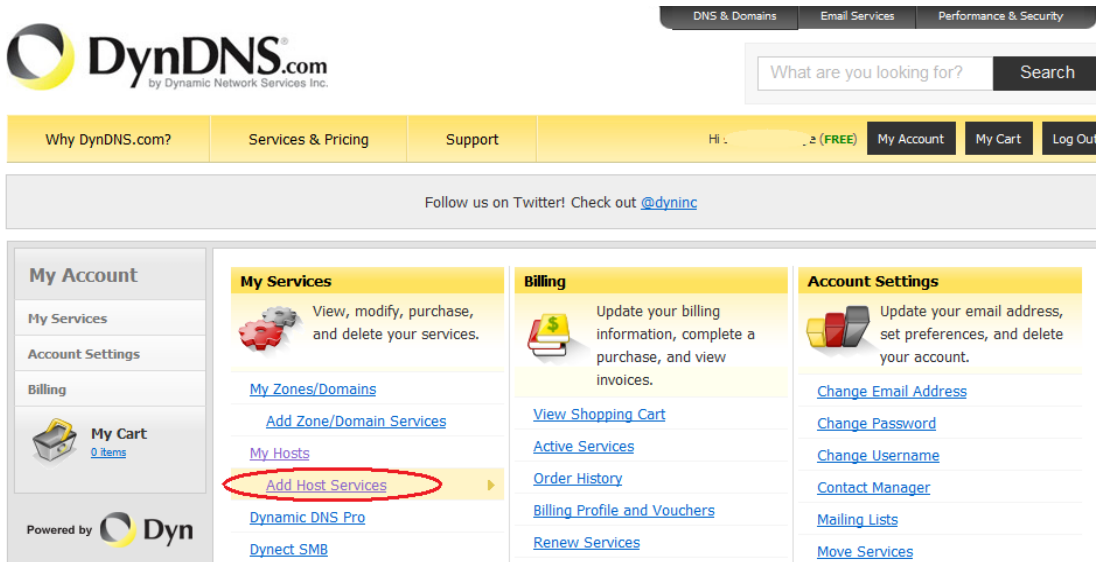 DNS & Domains
Email Services
Performance & Security
DynDNS.com
by Dynamic Network Services Inc.
What are you looking for?
Search
Why DynDNS.com?
Services & Pricing
Support
Hi
e (FREE)
My Account
My Cart
Log Out
Follow us on Twitter! Check out @dyninc
My Account
My Services
Account Settings
Billing
My Cart
0 items
Powered by Dyn
My Services
View, modify, purchase,
and delete your services.
My Zones/Domains
Add Zone/Domain Services
My Hosts
Add Host Services
Dynamic DNS Pro
Dynect SMB
Billing
Update your billing
information, complete a
purchase, and view
invoices.
View Shopping Cart
Active Services
Order History
Billing Profile and Vouchers
Renew Services
Account Settings
Update your email address,
set preferences, and delete
your account.
Change Email Address
Change Password
Change Username
Contact Manager
Mailing Lists
Move Services